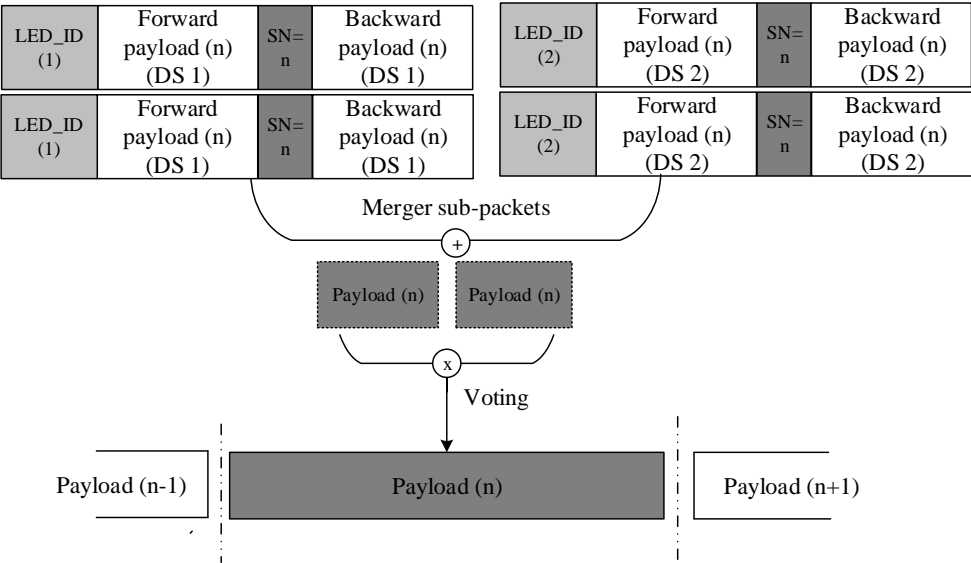 LED_ID
(1)
Forward
payload (n)
(DS 1)
SN=
n
Backward
payload (n)
(DS 1)
LED_ID
(2)
Forward
payload (n)
(DS 2)
SN=
n
Backward
payload (n)
(DS 2)
LED_ID
(1)
Forward
payload (n)
(DS 1)
SN=
n
Backward
payload (n)
(DS 1)
LED_ID
(2)
Forward
payload (n)
(DS 2)
SN=
n
Backward
payload (n)
(DS 2)
Merger sub-packets
+
Payload (n)
Payload (n)
x
Voting
Payload (n-1)
Payload (n)
Payload (n+1)